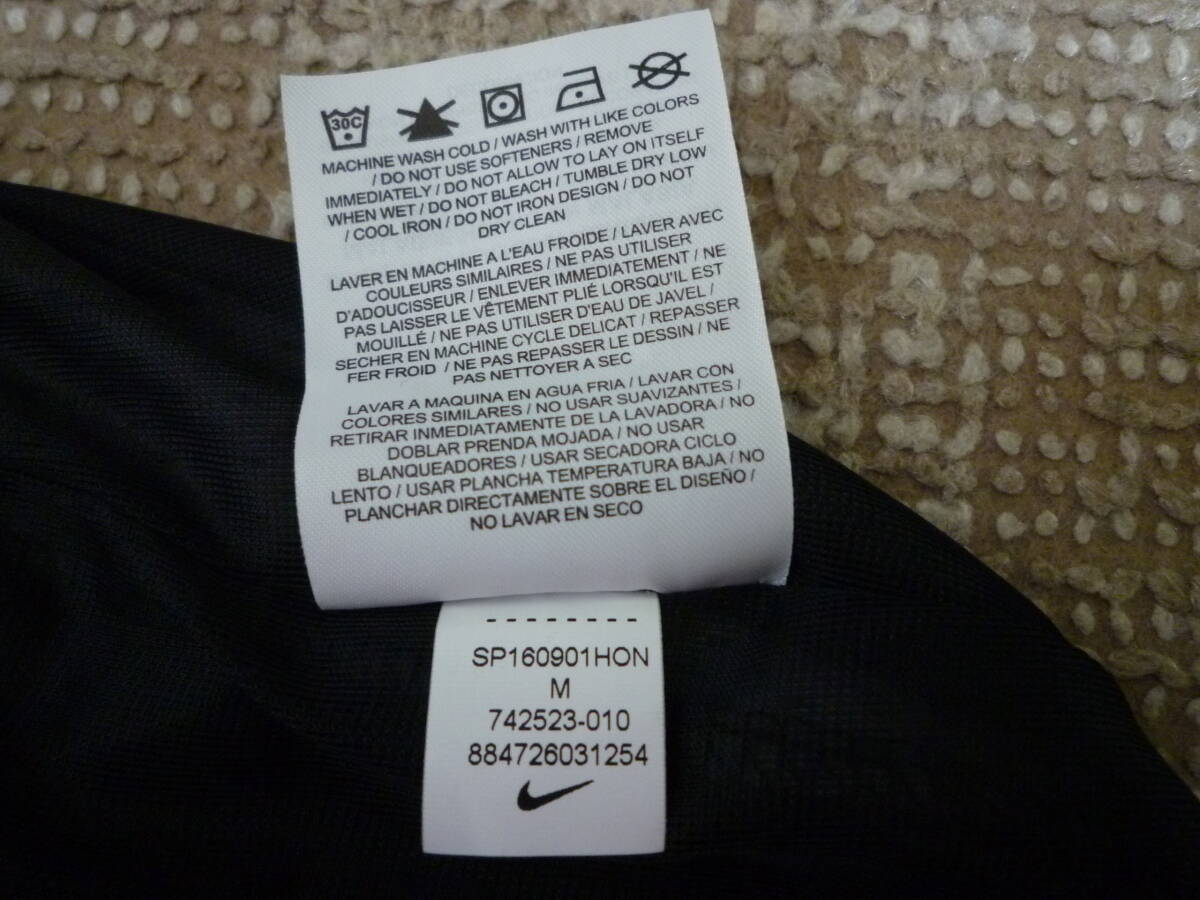 30C
MACHINE WASH COLD / WASH WITH LIKE COLORS
/ DO NOT USE SOFTENERS / REMOVE
IMMEDIATELY / DO NOT ALLOW TO LAY ON ITSELF
WHEN WET / DO NOT BLEACH / TUMBLE DRY LOW
/ COOL IRON / DO NOT IRON DESIGN / DO NOT
DRY CLEAN
LAVER EN MACHINE A L'EAU FROIDE / LAVER AVEC
COULEURS SIMILAIRES / NE PAS UTILISER
D'ADOUCISSEUR / ENLEVER IMMEDIATEMENT / NE
PAS LAISSER LE VÊTEMENT PLIÉ LORSQU'IL EST
MOUILLÉ / NE PAS UTILISER D'EAU DE JAVEL /
SECHER EN MACHINE CYCLE DELICAT / REPASSER
FER FROID / NE PAS REPASSER LE DESSIN / NE
PAS NETTOYER A SEC
LAVAR A MAQUINA EN AGUA FRIA / LAVAR CON
COLORES SIMILARES / NO USAR SUAVIZANTES /
RETIRAR INMEDIATAMENTE DE LA LAVADORA / NO
DOBLAR PRENDA MOJADA / NO USAR
BLANQUEADORES / USAR SECADORA CICLO
LENTO / USAR PLANCHA TEMPERATURA BAJA / NO
PLANCHAR DIRECTAMENTE SOBRE EL DISEÑO /
NO LAVAR EN SECO
SP160901HON
M
742523-010
884726031254